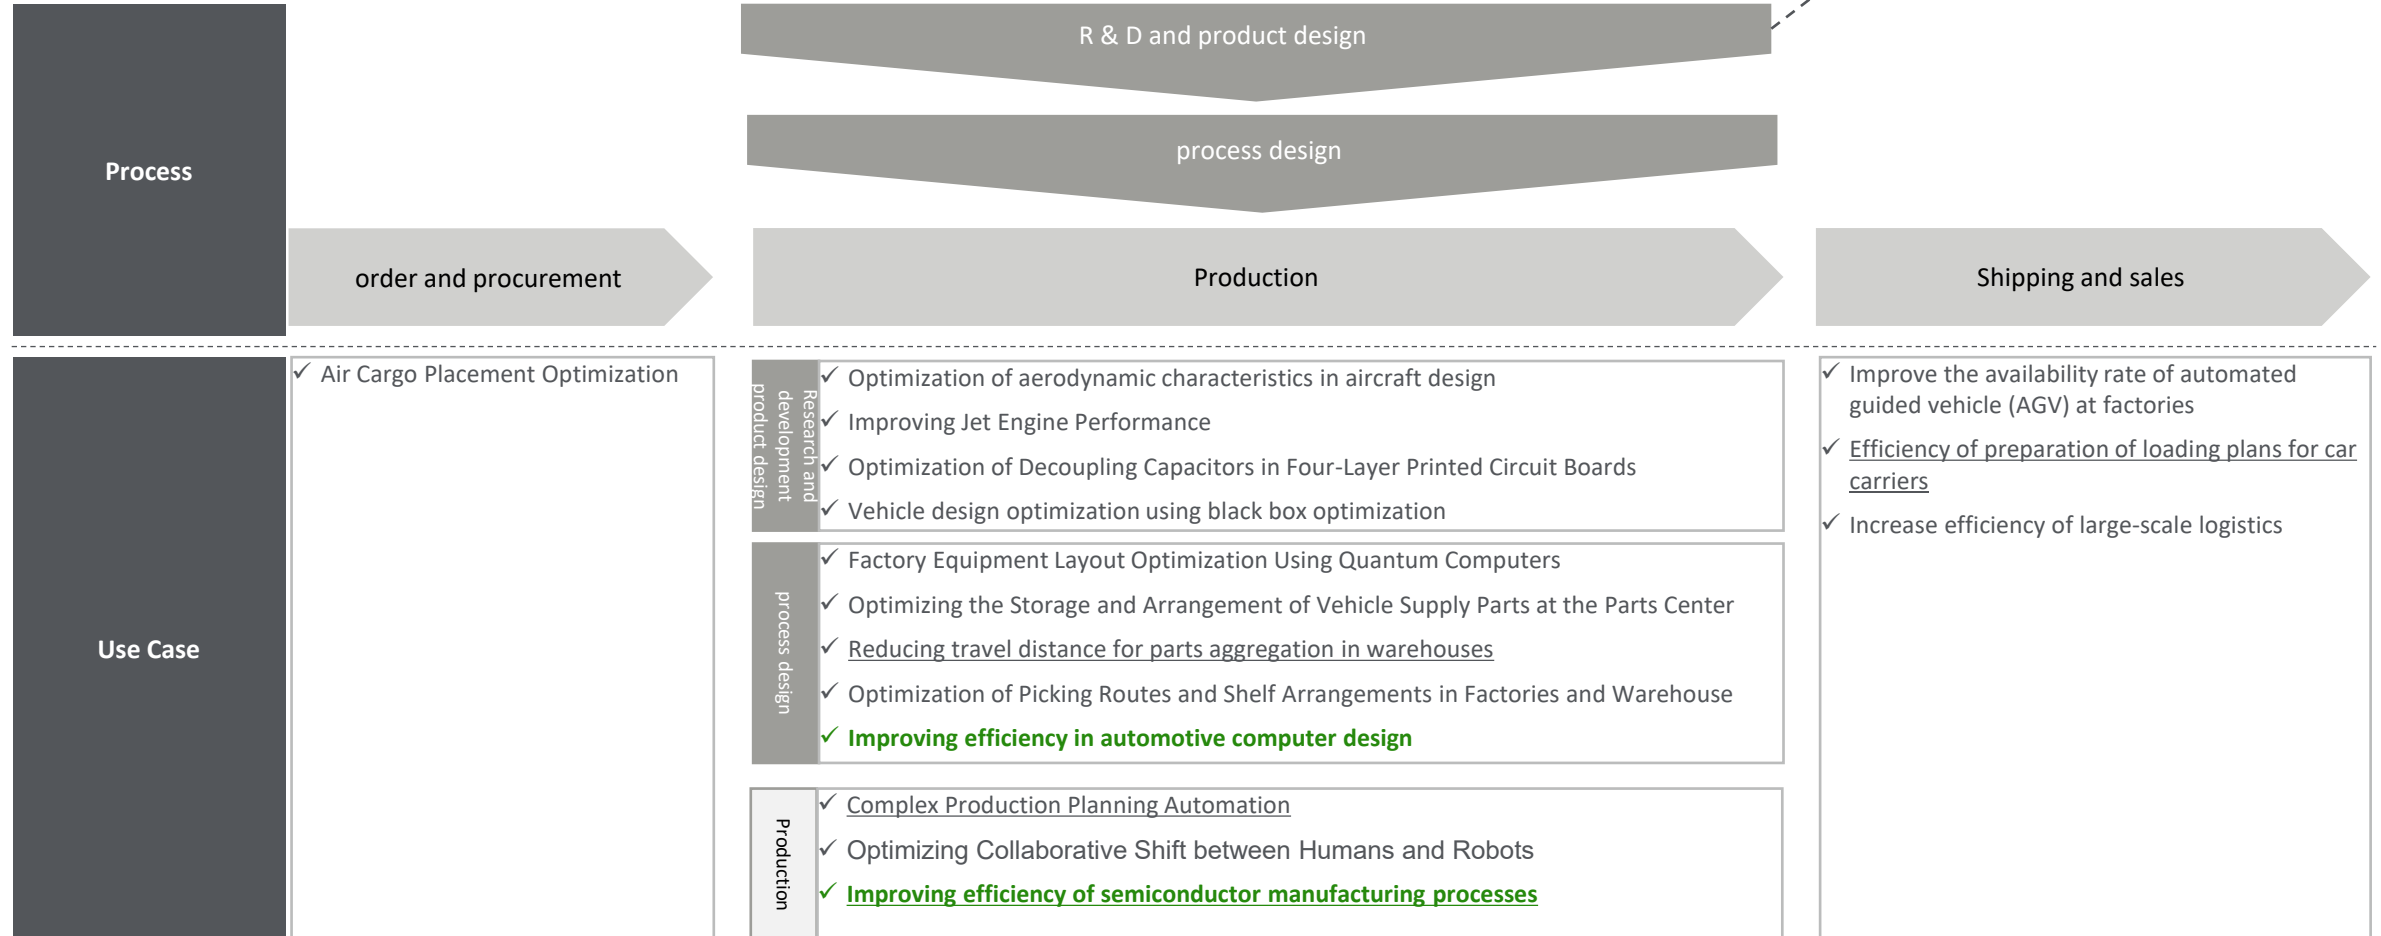 R & D and product design
process design
Process
order and procurement
Production
Shipping and sales
Use Case
✓ Air Cargo Placement Optimization
Research and
development
product design
✓ Optimization of aerodynamic characteristics in aircraft design
✓ Improving Jet Engine Performance
✓ Optimization of Decoupling Capacitors in Four-Layer Printed Circuit Boards
✓ Vehicle design optimization using black box optimization
process design
✓ Factory Equipment Layout Optimization Using Quantum Computers
✓ Optimizing the Storage and Arrangement of Vehicle Supply Parts at the Parts Center
✓ Reducing travel distance for parts aggregation in warehouses
✓ Optimization of Picking Routes and Shelf Arrangements in Factories and Warehouse
✓ Improving efficiency in automotive computer design
Production
✓ Complex Production Planning Automation
✓ Optimizing Collaborative Shift between Humans and Robots
✓ Improving efficiency of semiconductor manufacturing processes
✓ Improve the availability rate of automated
guided vehicle (AGV) at factories
✓ Efficiency of preparation of loading plans for car
carriers
✓ Increase efficiency of large-scale logistics